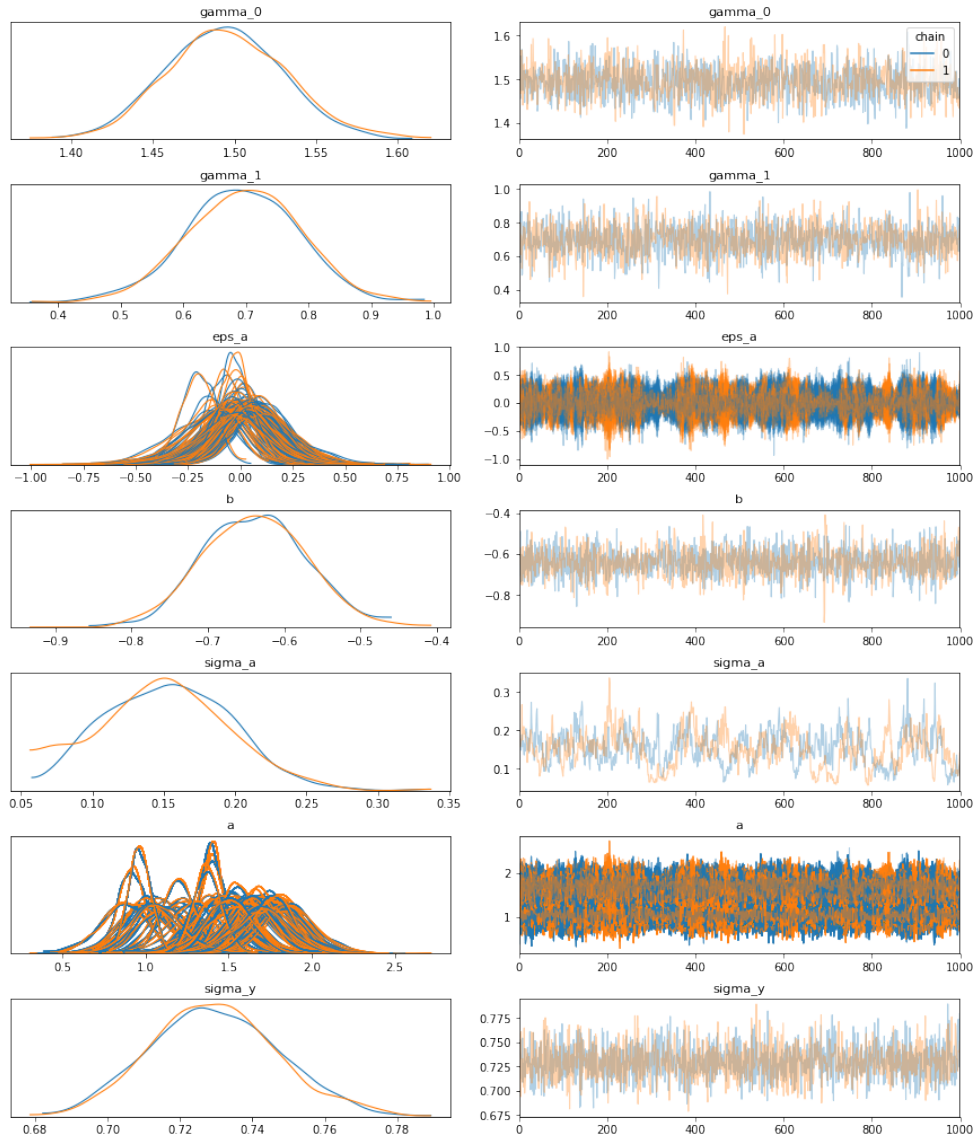 gamma_0
gamma_0
chain
0
1
1.6
1.5
1.4
1.40 1.45 1.50 1.55 1.60
0 200 400 600 800 1000
gamma_1
gamma_1
1.0
0.8
0.6
0.4
0.4 0.5 0.6 0.7 0.8 0.9 1.0
0 200 400 600 800 1000
eps_a
eps_a
1.0
0.5
0.0
−0.5
−1.0
−1.00 −0.75 −0.50 −0.25 0.00 0.25 0.50 0.75 1.00
0 200 400 600 800 1000
b
b
−0.4
−0.6
−0.8
−0.9 −0.8 −0.7 −0.6 −0.5 −0.4
0 200 400 600 800 1000
sigma_a
sigma_a
0.3
0.2
0.1
0.05 0.10 0.15 0.20 0.25 0.30 0.35
0 200 400 600 800 1000
a
a
2
1
0.5 1.0 1.5 2.0 2.5
0 200 400 600 800 1000
sigma_y
sigma_y
0.775
0.750
0.725
0.700
0.675
0.68 0.70 0.72 0.74 0.76 0.78
0 200 400 600 800 1000